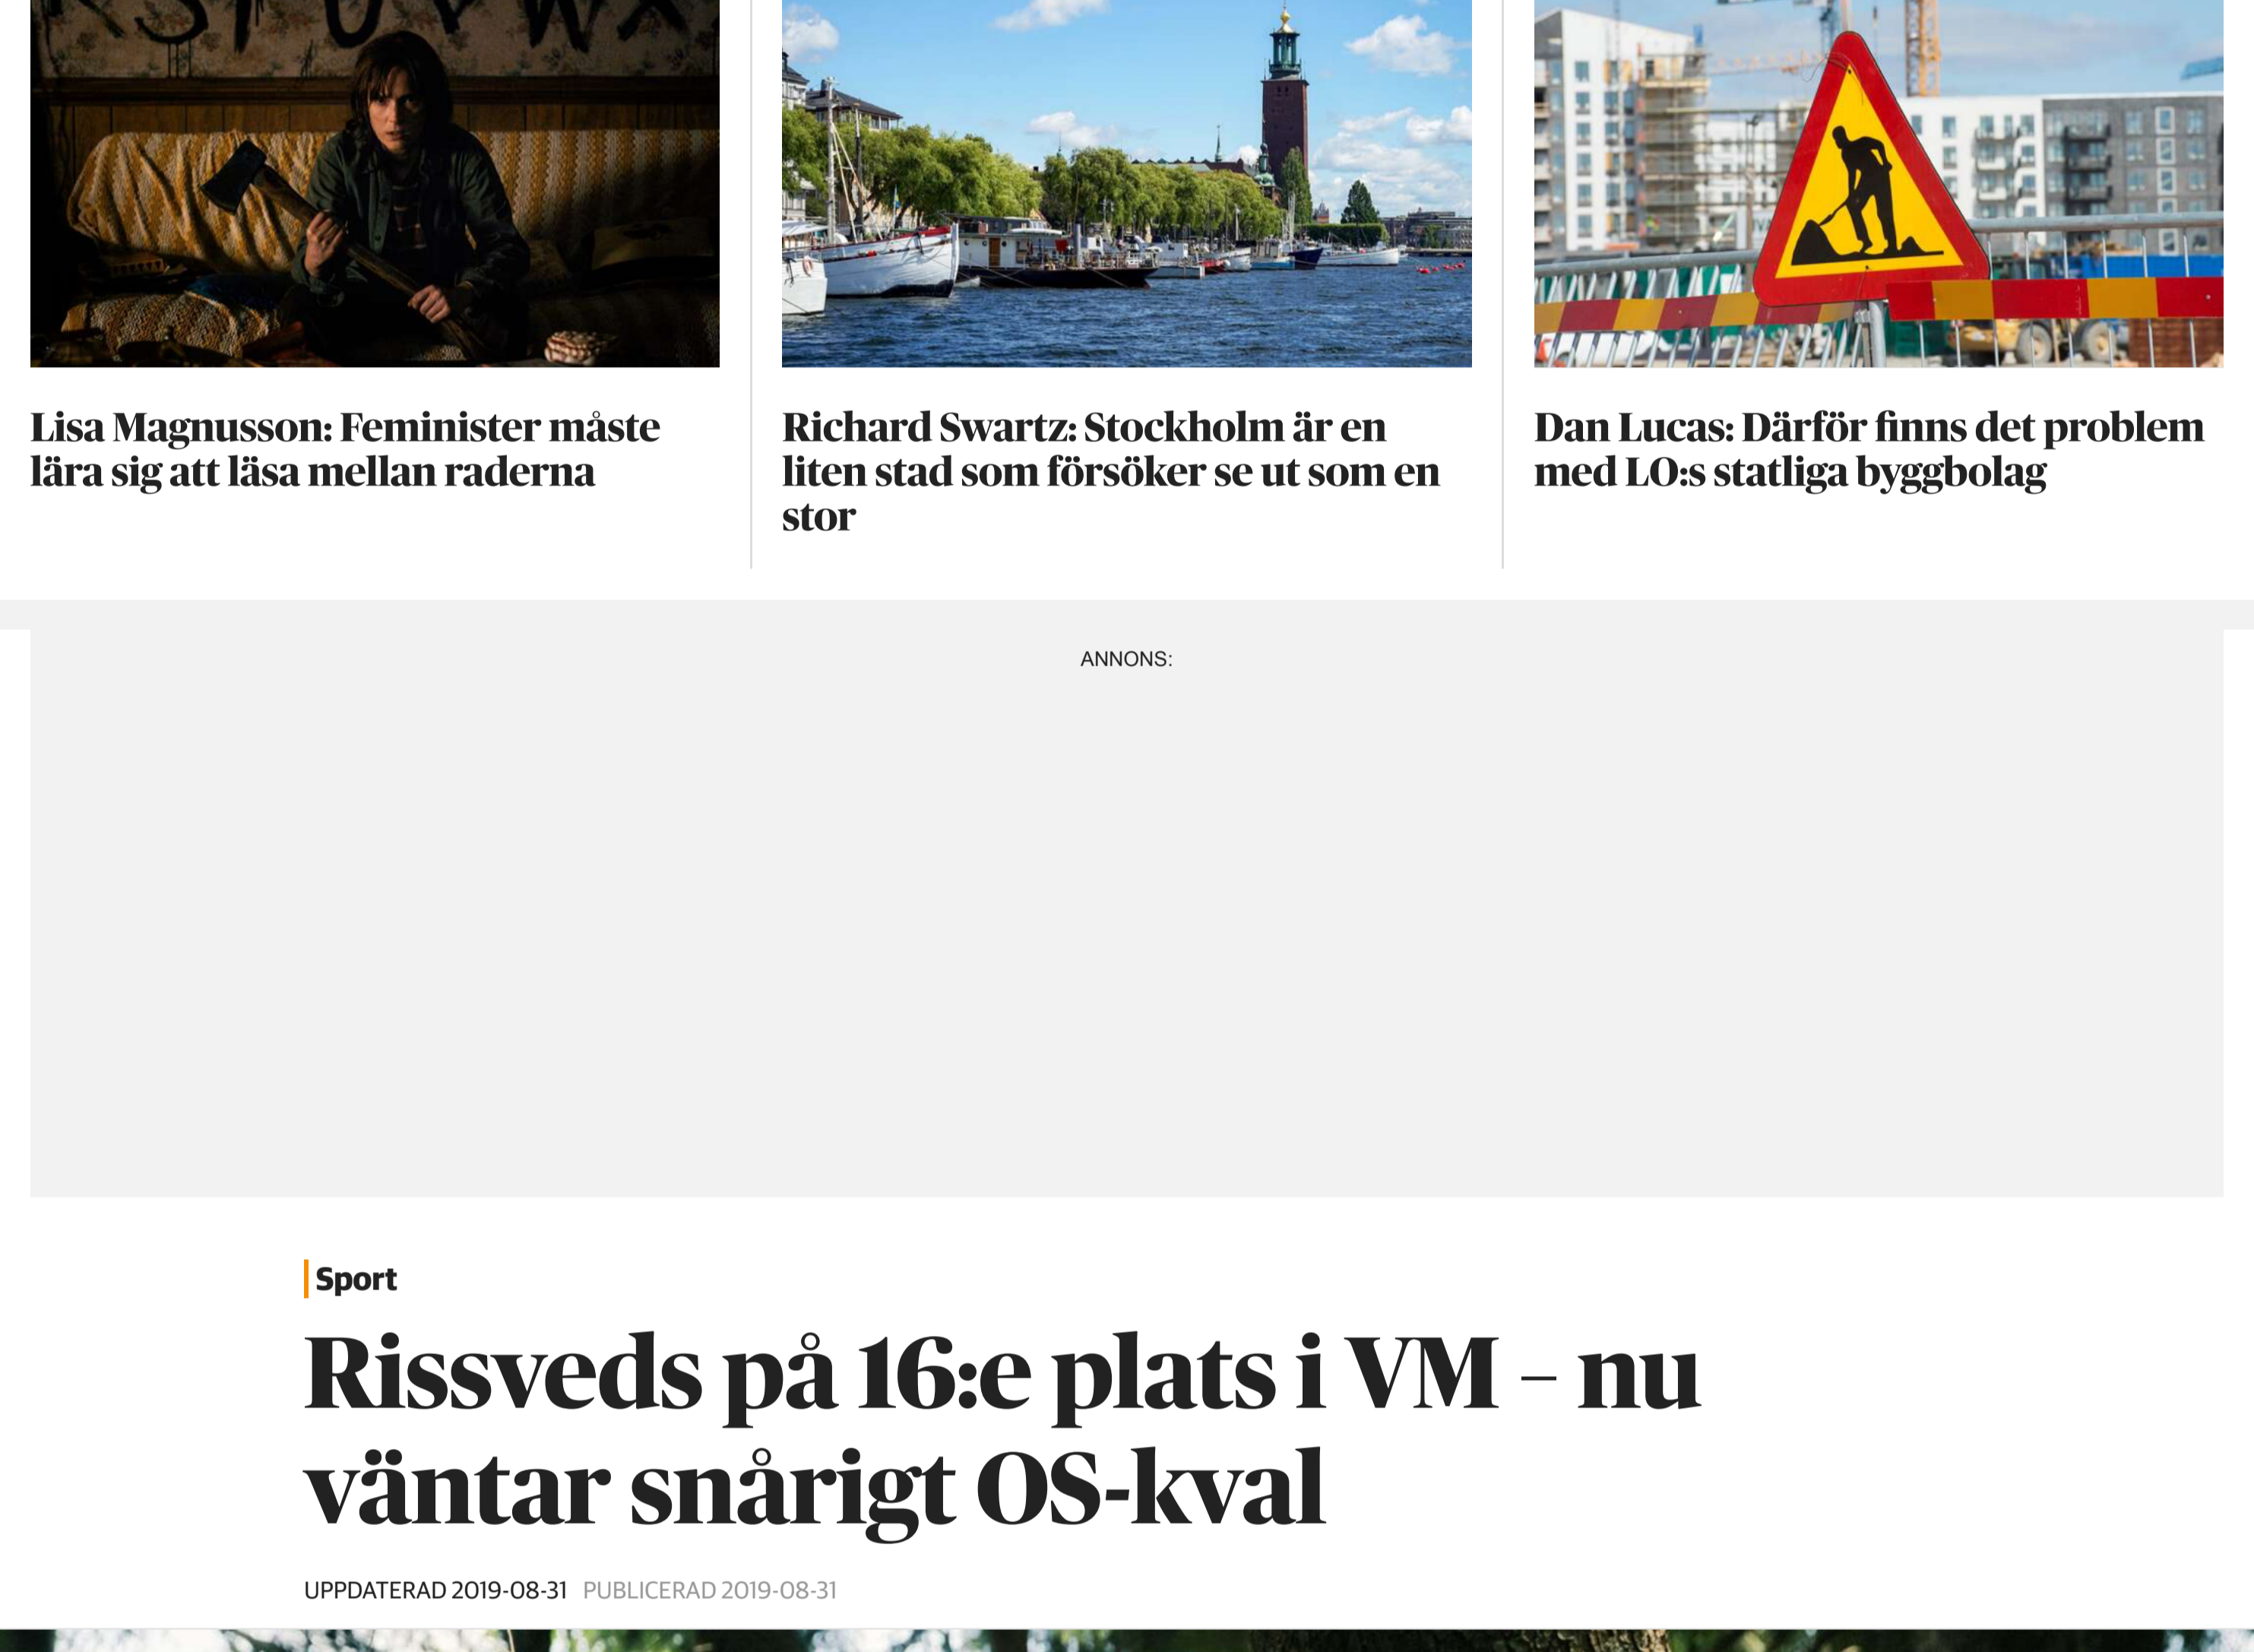 Lisa Magnusson: Feminister måste
lära sig att läsa mellan raderna
Richard Swartz: Stockholm är en
liten stad som försöker se ut som en
stor
Dan Lucas: Därför finns det problem
med LO:s statliga byggbolag
ANNONS:
Sport
Rissveds på 16:e plats i VM – nu
väntar snårigt OS-kval
UPPDATERAD 2019-08-31 PUBLICERAD 2019-08-31